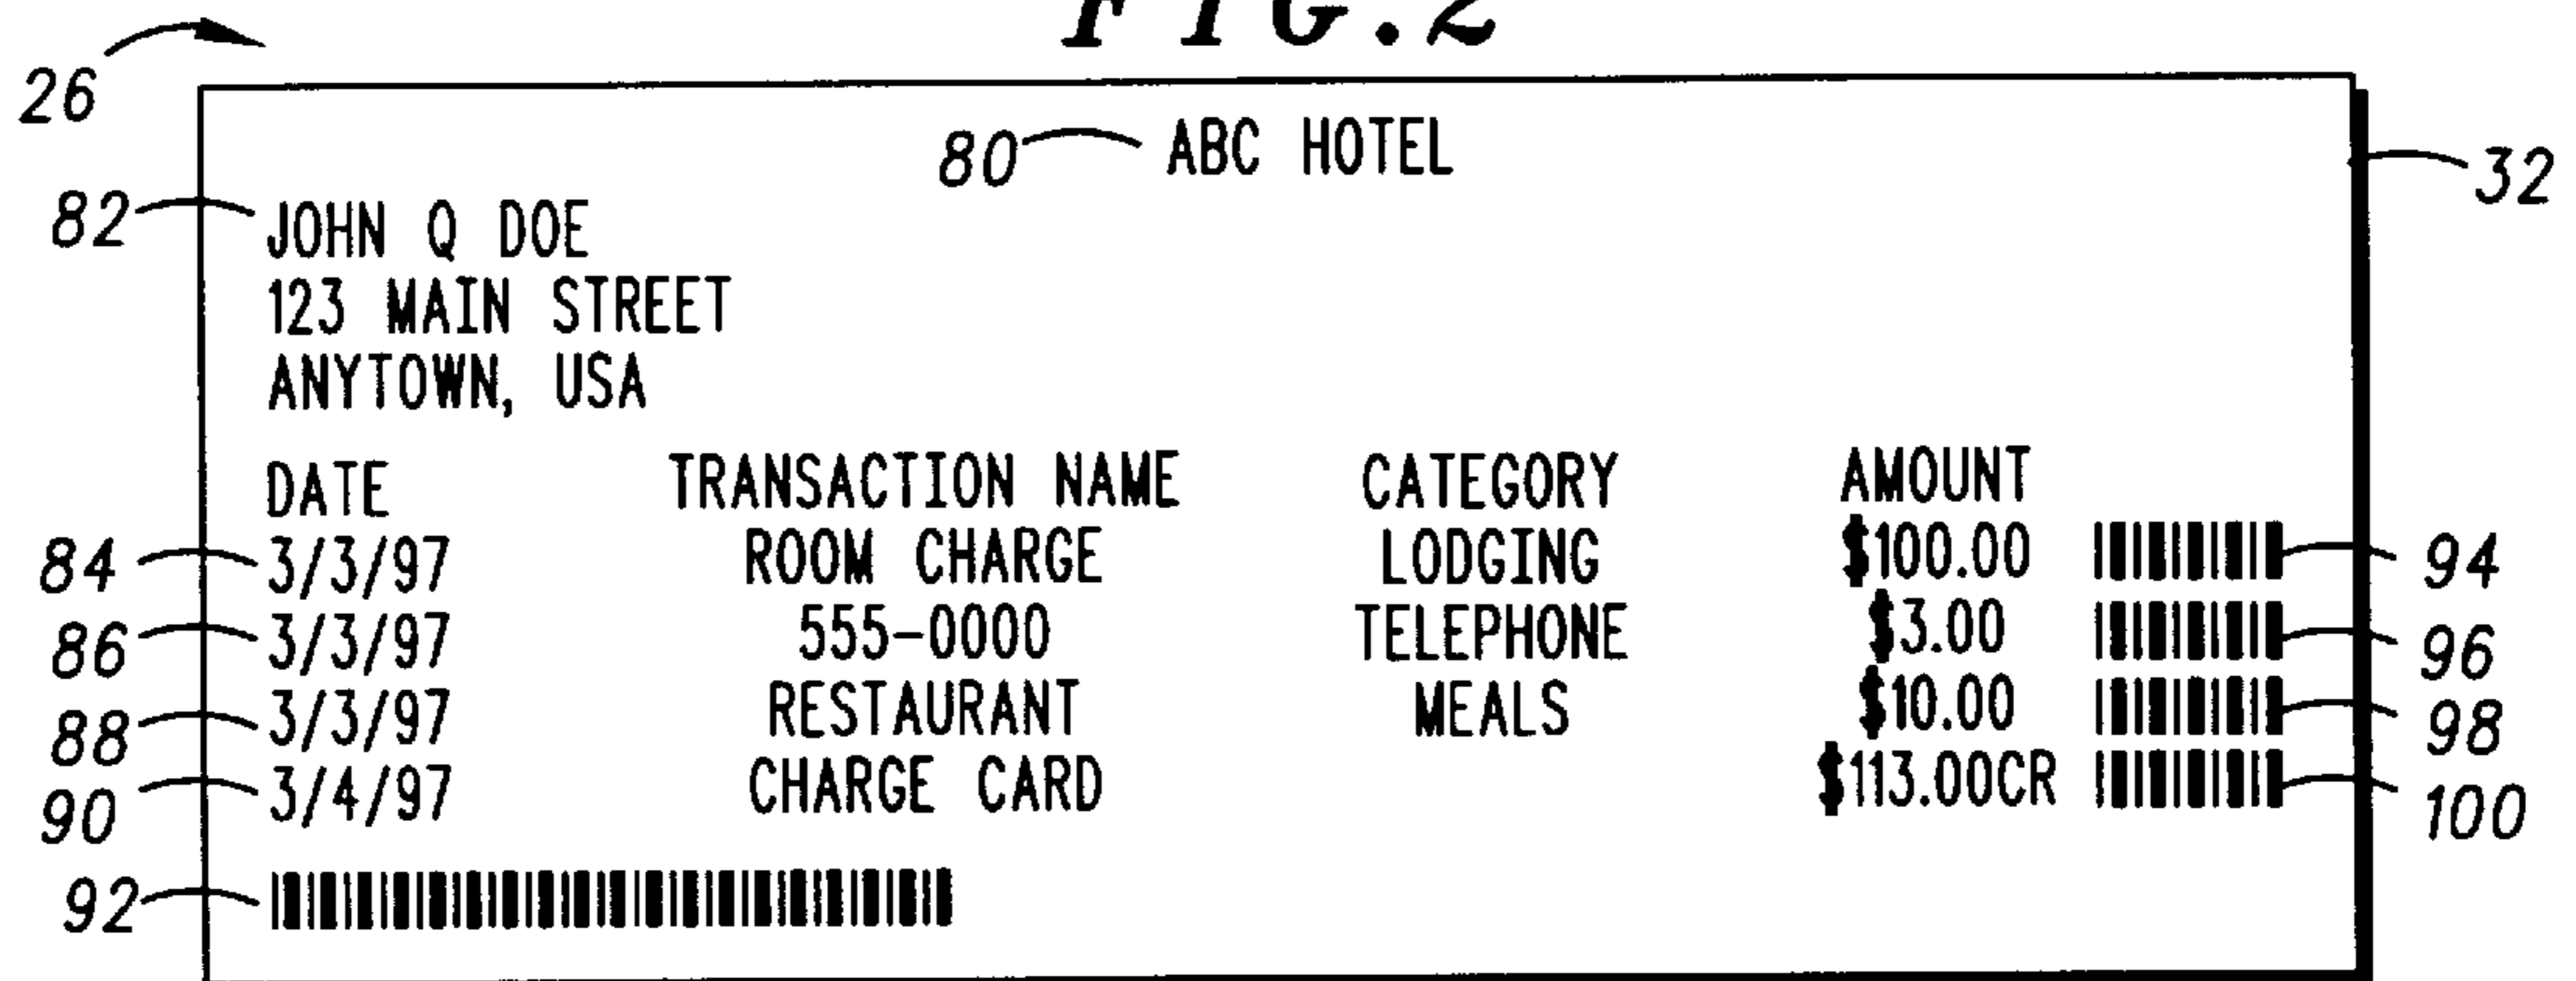 FIG.2
26
80 ABC HOTEL 32
82 JOHN Q DOE
123 MAIN STREET
ANYTOWN, USA
DATE TRANSACTION NAME CATEGORY AMOUNT
84 3/3/97 ROOM CHARGE LODGING $100.00 94
86 3/3/97 555-0000 TELEPHONE $3.00 96
88 3/3/97 RESTAURANT MEALS $10.00 98
90 3/4/97 CHARGE CARD $113.00CR 100
92